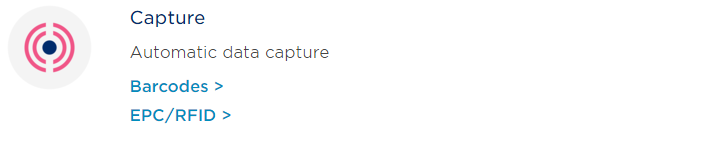 Capture
Automatic data capture
Barcodes >
EPC/RFID >